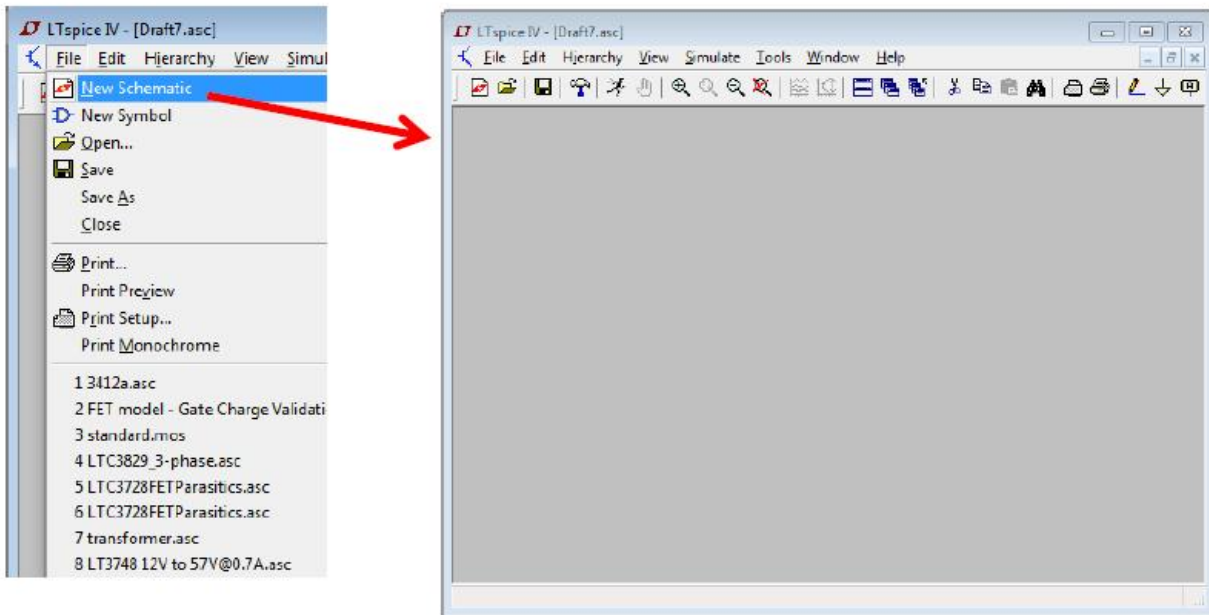 LTspice IV - [Draft7.asc]
File Edit Hierarchy View Simul
New Schematic
New Symbol
Open...
Save
Save As
Close
Print...
Print Preview
Print Setup...
Print Monochrome
1 3412a.asc
2 FET model - Gate Charge Validati
3 standard.mos
4 LTC3829_3-phase.asc
5 LTC3728FETParasitics.asc
6 LTC3728FETParasitics.asc
7 transformer.asc
8 LT3748 12V to 57V@0.7A.asc
LTspice IV - [Draft7.asc]
File Edit Hierarchy View Simulate Tools Window Help